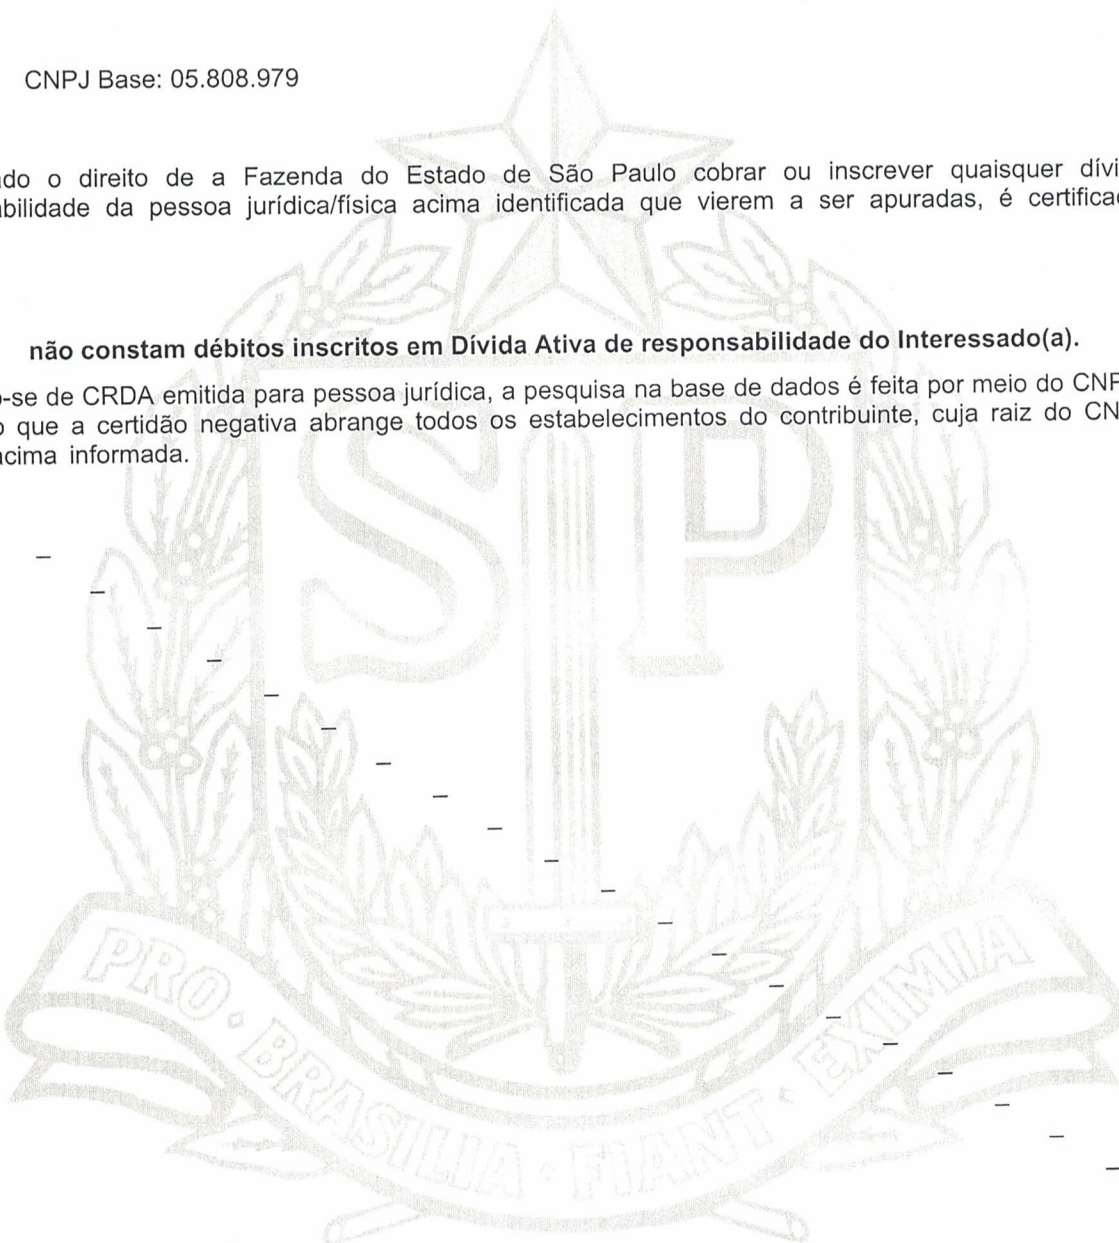 CNPJ Base: 05.808.979
do o direito de a Fazenda do Estado de São Paulo cobrar ou inscrever quaisquer dívi
bilidade da pessoa jurídica/física acima identificada que vierem a ser apuradas, é certifica
não constam débitos inscritos em Dívida Ativa de responsabilidade do Interessado(a).
-se de CRDA emitida para pessoa jurídica, a pesquisa na base de dados é feita por meio do CNP
o que a certidão negativa abrange todos os estabelecimentos do contribuinte, cuja raiz do CN
acima informada.
SP
PRO · BRASILIA · FIANT · EXIMIA